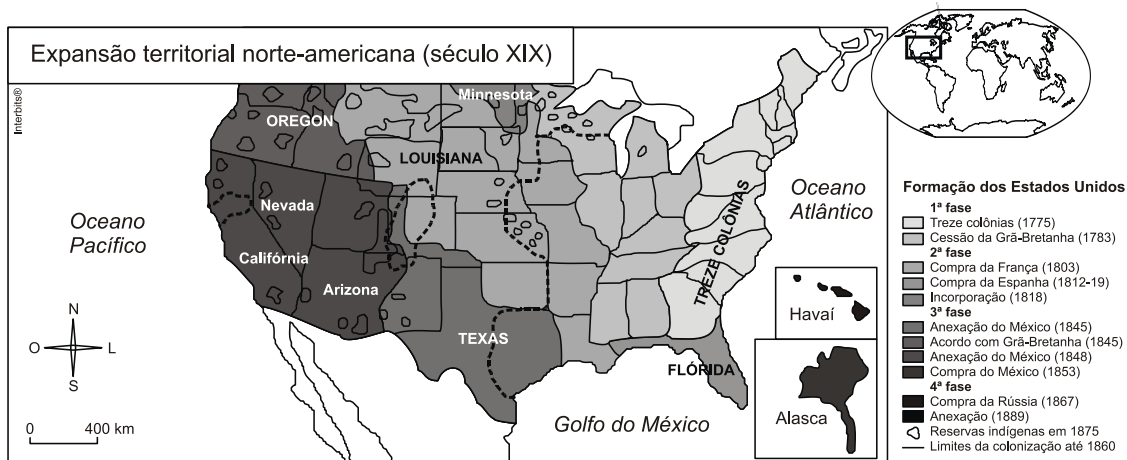 Expansão territorial norte-americana (século XIX)
Interbits®
Minnesota
OREGON
LOUISIANA
Nevada
Oceano
Pacífico
Oceano
Atlântico
TREZE COLÔNIAS
Califórnia
Arizona
TEXAS
FLÓRIDA
Golfo do México
Havaí
Alasca
N
O
L
S
0 400 km
Formação dos Estados Unidos
1ª fase
Treze colônias (1775)
Cessão da Grã-Bretanha (1783)
2ª fase
Compra da França (1803)
Compra da Espanha (1812-19)
Incorporação (1818)
3ª fase
Anexação do México (1845)
Acordo com Grã-Bretanha (1845)
Anexação do México (1848)
Compra do México (1853)
4ª fase
Compra da Rússia (1867)
Anexação (1889)
Reservas indígenas em 1875
Limites da colonização até 1860